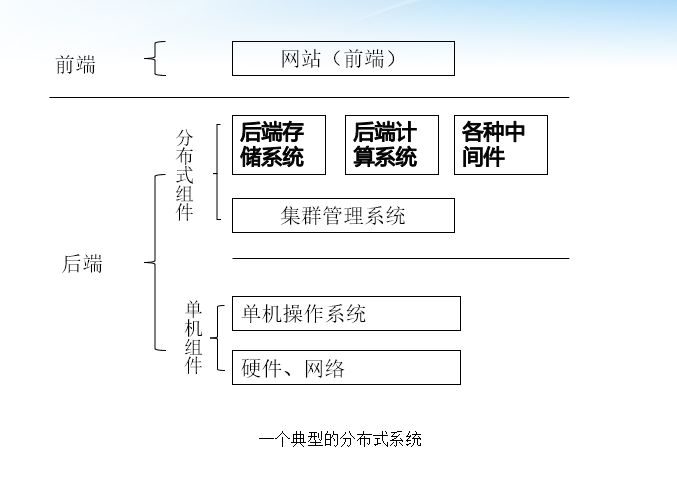 前端
网站（前端）
分布式组件
后端存
储系统
后端计
算系统
各种中
间件
集群管理系统
后端
单机组件
单机操作系统
硬件、网络
一个典型的分布式系统